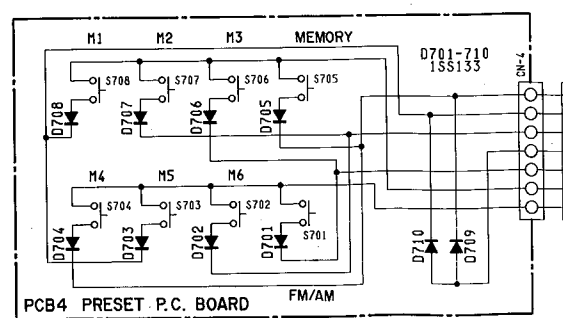 M1 M2 M3 MEMORY
D701-710
1SS133
CN-4
S708 S707 S706 S705
D708 D707 D706 D705
M4 M5 M6
S704 S703 S702 S701
D704 D703 D702 D701
D710 D709
FM/AM
PCB4 PRESET P.C. BOARD